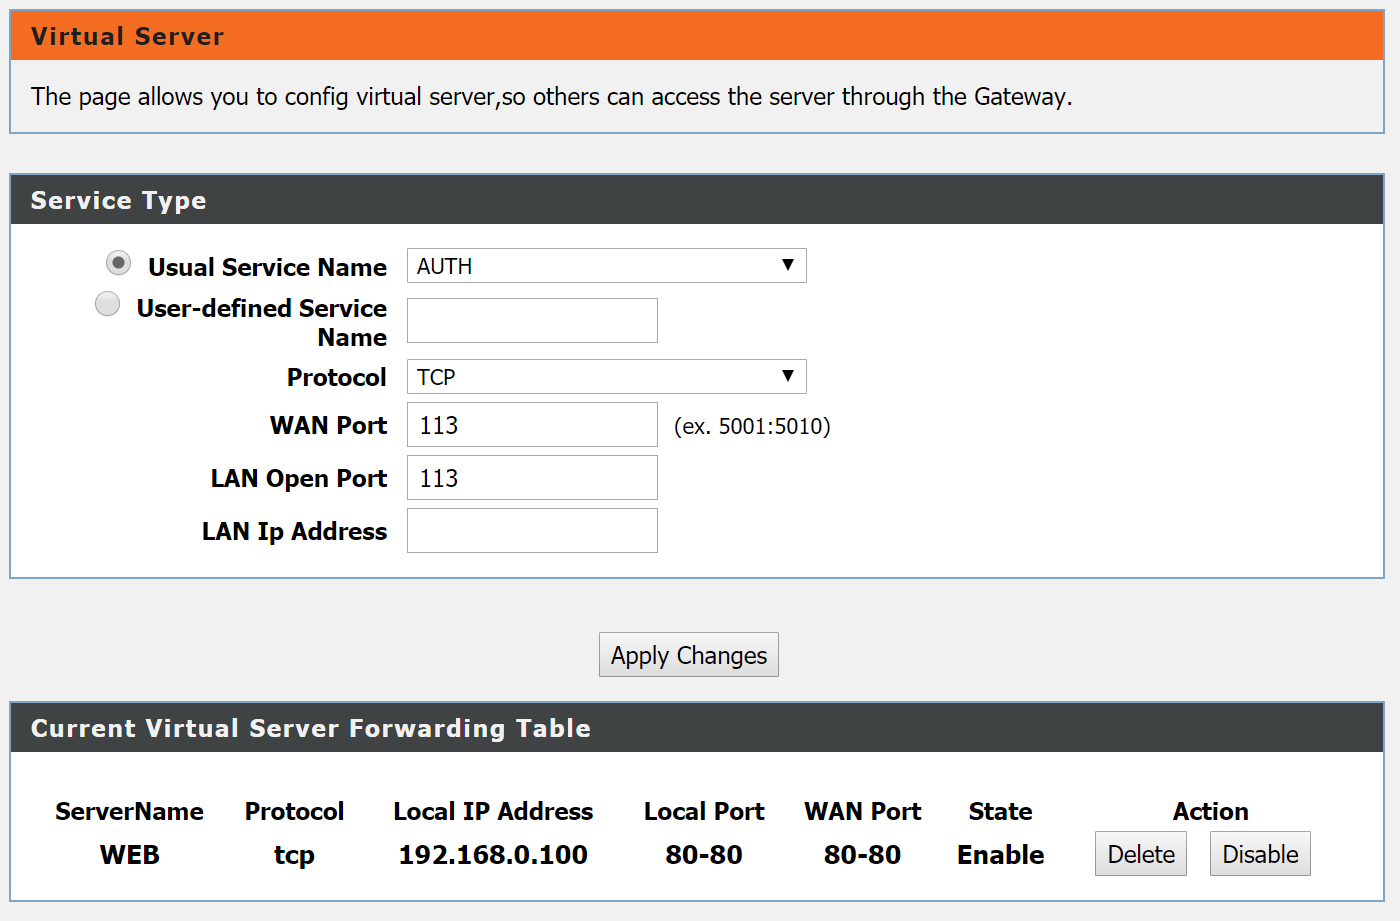 Virtual Server
The page allows you to config virtual server,so others can access the server through the Gateway.
Service Type
Usual Service Name AUTH ▼
User-defined Service
Name
Protocol TCP ▼
WAN Port 113 (ex. 5001:5010)
LAN Open Port 113
LAN Ip Address
Apply Changes
Current Virtual Server Forwarding Table
ServerName Protocol Local IP Address Local Port WAN Port State Action
WEB tcp 192.168.0.100 80-80 80-80 Enable Delete Disable